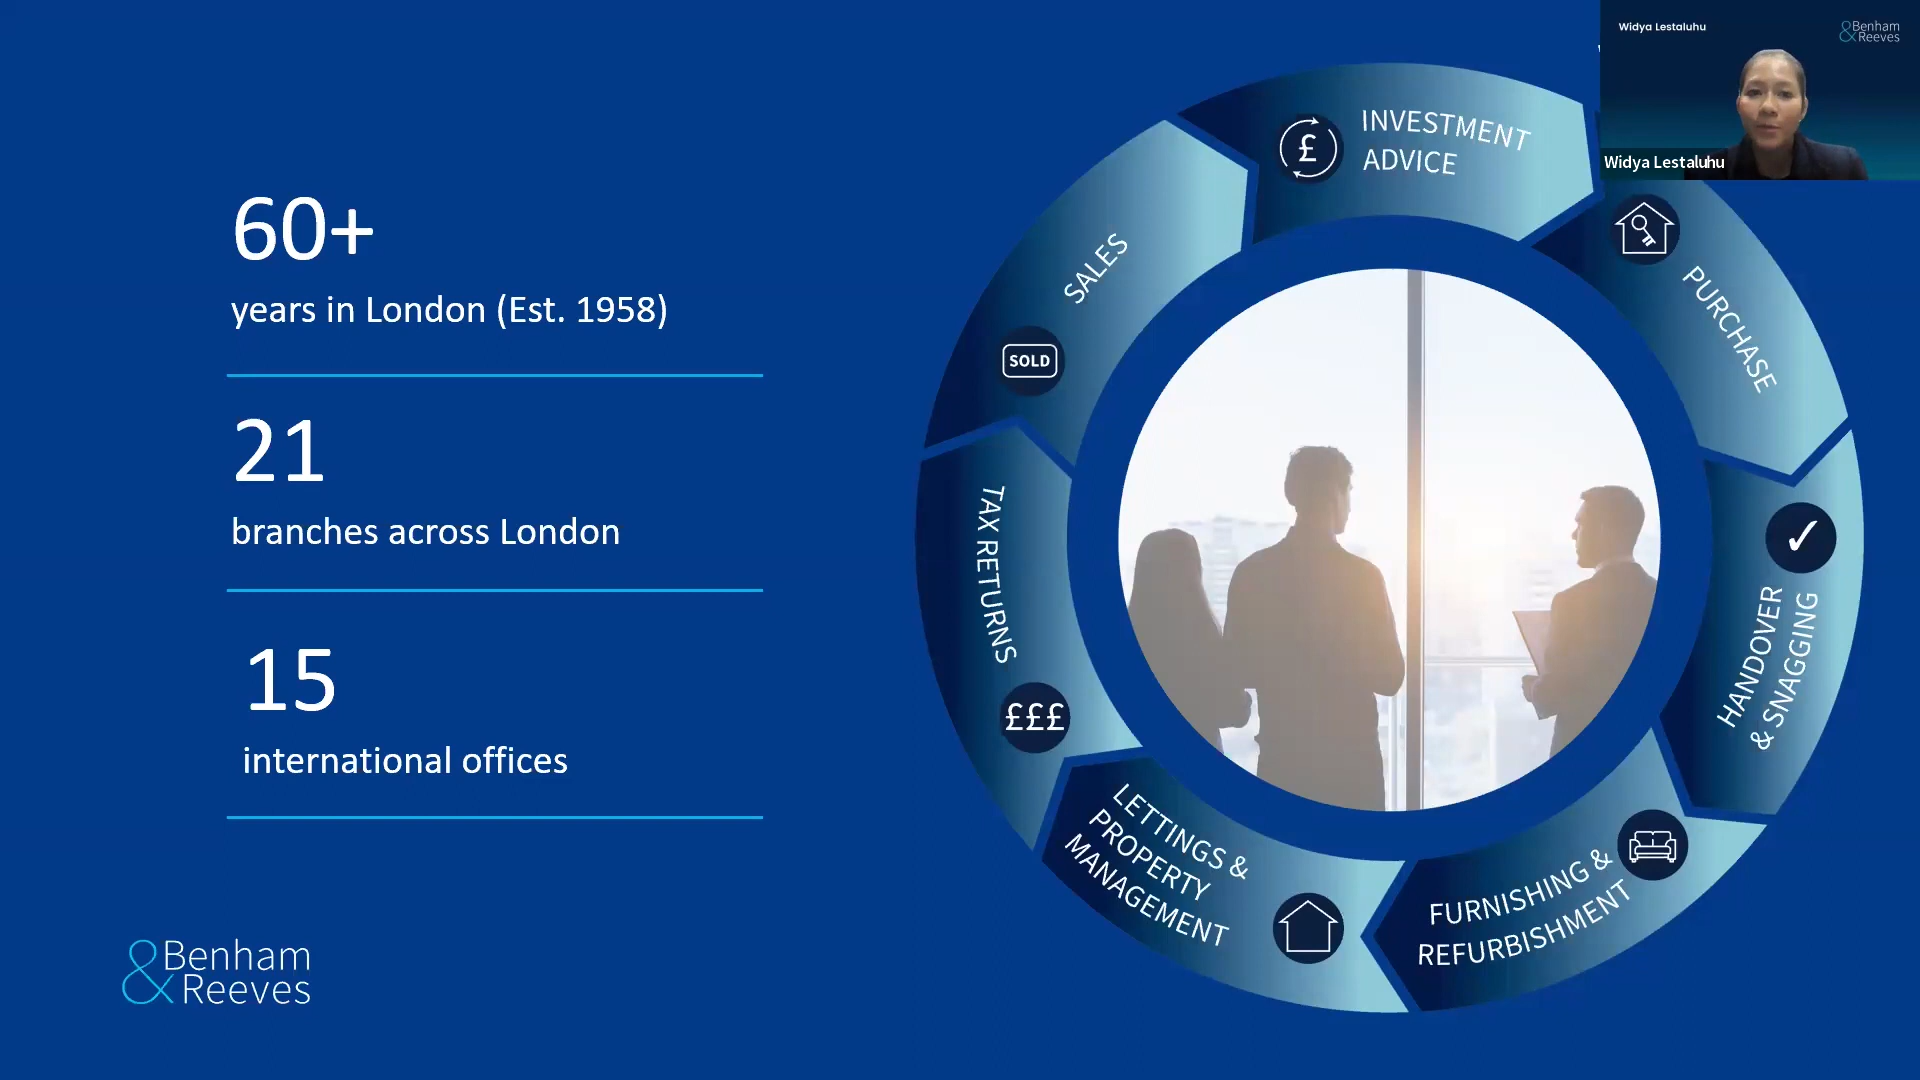 60+
years in London (Est. 1958)
21
branches across London
15
international offices
&Benham
Reeves
INVESTMENT
ADVICE
£
PURCHASE
HANDOVER
& SNAGGING
FURNISHING &
REFURBISHMENT
LETTINGS &
PROPERTY
MANAGEMENT
TAX RETURNS
£££
SALES
SOLD
Widya Lestaluhu
&Benham
Reeves
Widya Lestaluhu